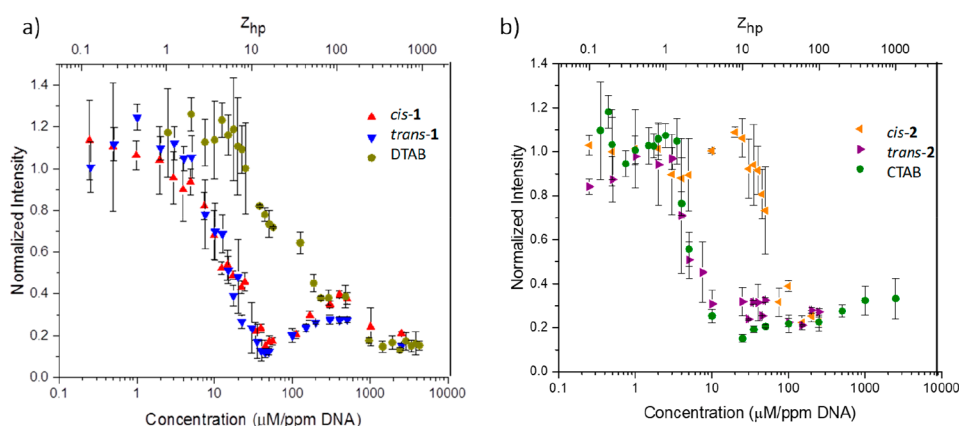 a)
Z_hp
0.1 1 10 100 1000
1.4
1.2
1.0
0.8
0.6
0.4
0.2
0.0
Normalized Intensity
cis-1
trans-1
DTAB
0.1 1 10 100 1000 10000
Concentration (μM/ppm DNA)
b)
Z_hp
0.1 1 10 100 1000
1.4
1.2
1.0
0.8
0.6
0.4
0.2
0.0
Normalized Intensity
cis-2
trans-2
CTAB
0.1 1 10 100 1000 10000
Concentration (μM/ppm DNA)